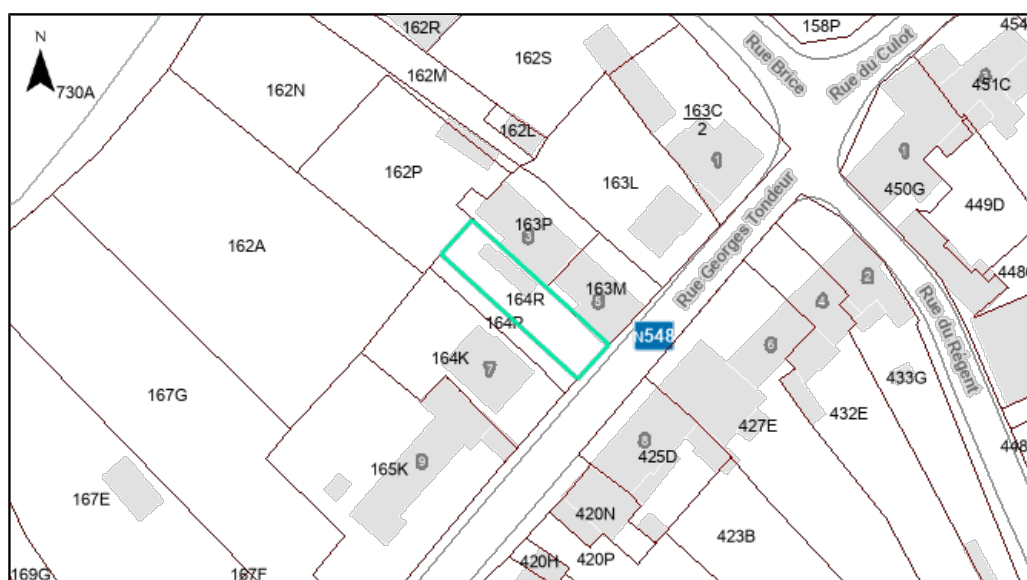 162R
158P
454
N
162S
Rue Brice
Rue du Culot
162M
730A
162N
451C
163C
2
162L
1
1
162P
163L
450G
449D
163P
3
162A
Rue Georges Tondeur
448
2
164R
163M
5
4
Rue du Régent
164P
N548
6
164K
7
433G
167G
432E
427E
8
425D
448
165K
9
167E
420N
423B
420H
420P
169G
167F